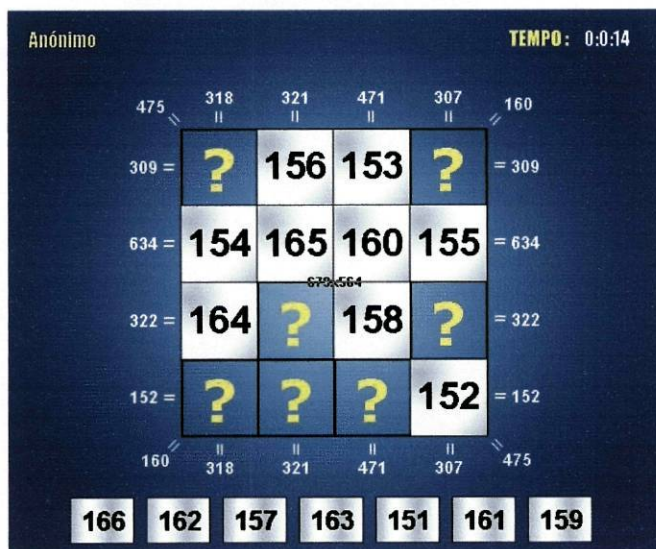 Anónimo TEMPO: 0:0:14
475 318 321 471 307 160
= = = = = =
309 = ? 156 153 ? = 309
634 = 154 165 160 155 = 634
679x564
322 = 164 ? 158 ? = 322
152 = ? ? ? 152 = 152
= = = = = =
160 318 321 471 307 475
166 162 157 163 151 161 159